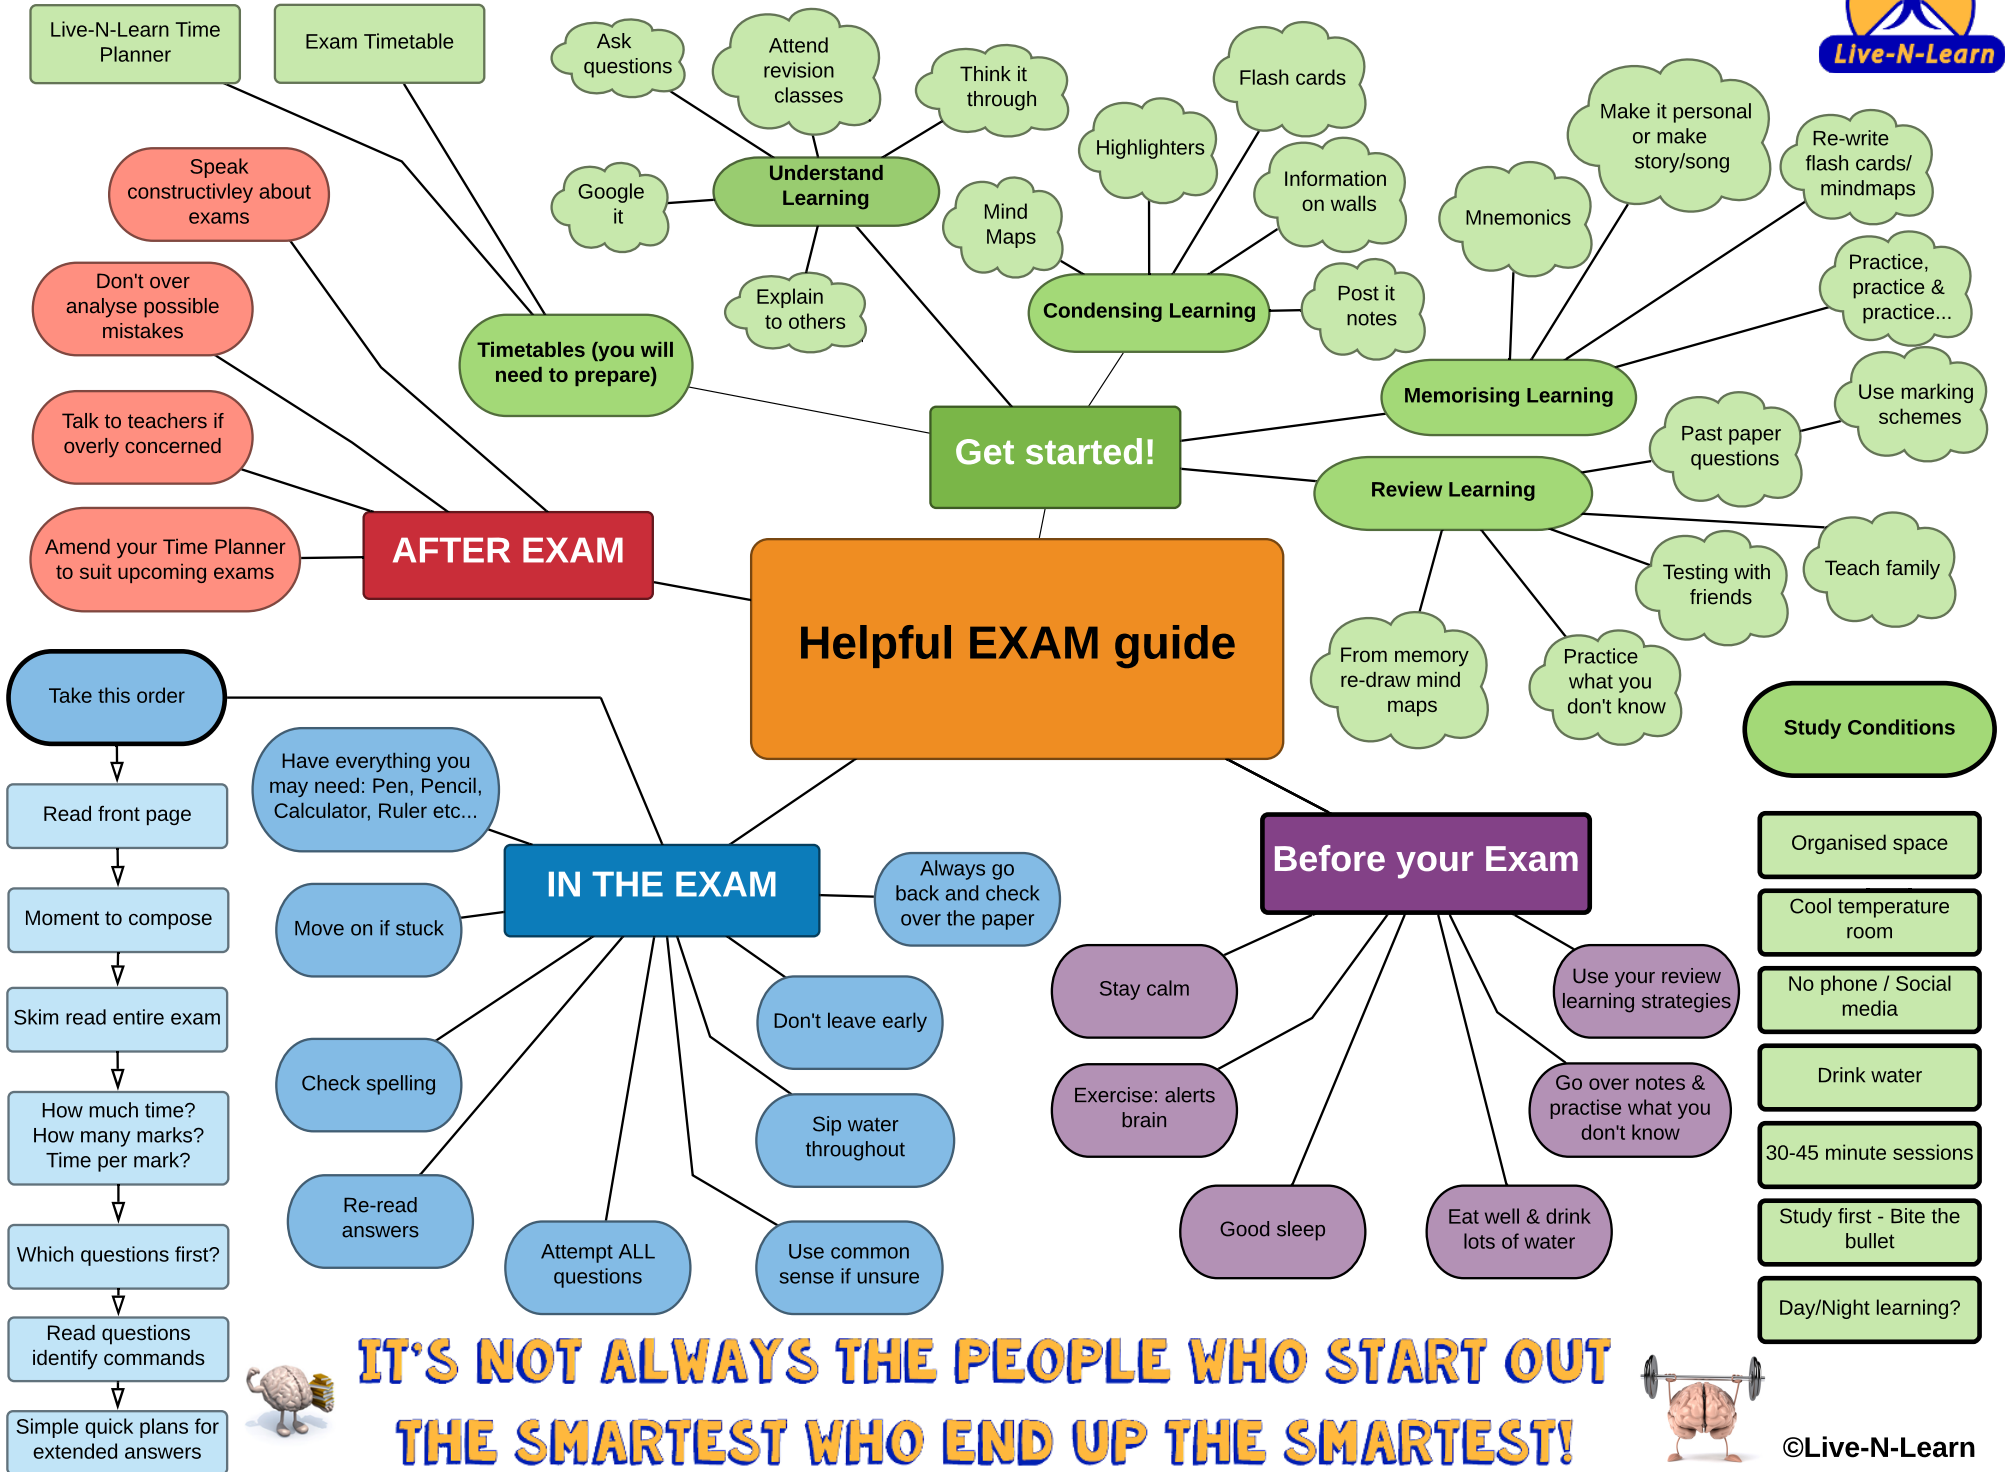 Live-N-Learn Time
Planner
Exam Timetable
Ask
questions
Attend
revision
classes
Think it
through
Google
it
Understand
Learning
Explain
to others
Flash cards
Highlighters
Information
on walls
Mind
Maps
Condensing Learning
Post it
notes
Live-N-Learn
Make it personal
or make
story/song
Re-write
flash cards/
mindmaps
Mnemonics
Practice,
practice &
practice...
Memorising Learning
Use marking
schemes
Past paper
questions
Review Learning
Teach family
Testing with
friends
Practice
what you
don't know
From memory
re-draw mind
maps
Timetables (you will
need to prepare)
Get started!
Speak
constructivley about
exams
Don't over
analyse possible
mistakes
Talk to teachers if
overly concerned
Amend your Time Planner
to suit upcoming exams
AFTER EXAM
Helpful EXAM guide
Take this order
Read front page
Moment to compose
Skim read entire exam
How much time?
How many marks?
Time per mark?
Which questions first?
Read questions
identify commands
Simple quick plans for
extended answers
Have everything you
may need: Pen, Pencil,
Calculator, Ruler etc...
IN THE EXAM
Move on if stuck
Always go
back and check
over the paper
Check spelling
Don't leave early
Re-read
answers
Sip water
throughout
Attempt ALL
questions
Use common
sense if unsure
Before your Exam
Stay calm
Use your review
learning strategies
Exercise: alerts
brain
Go over notes &
practise what you
don't know
Good sleep
Eat well & drink
lots of water
Study Conditions
Organised space
Cool temperature
room
No phone / Social
media
Drink water
30-45 minute sessions
Study first - Bite the
bullet
Day/Night learning?
IT'S NOT ALWAYS THE PEOPLE WHO START OUT
THE SMARTEST WHO END UP THE SMARTEST!
©Live-N-Learn